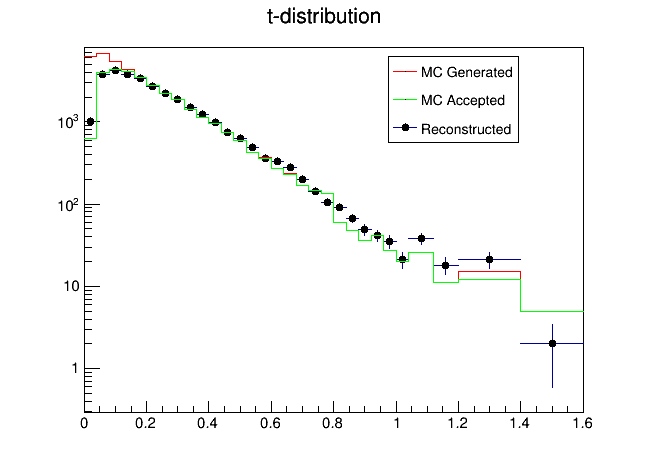 t-distribution
MC Generated
MC Accepted
Reconstructed
10³
10²
10
1
0 0.2 0.4 0.6 0.8 1 1.2 1.4 1.6